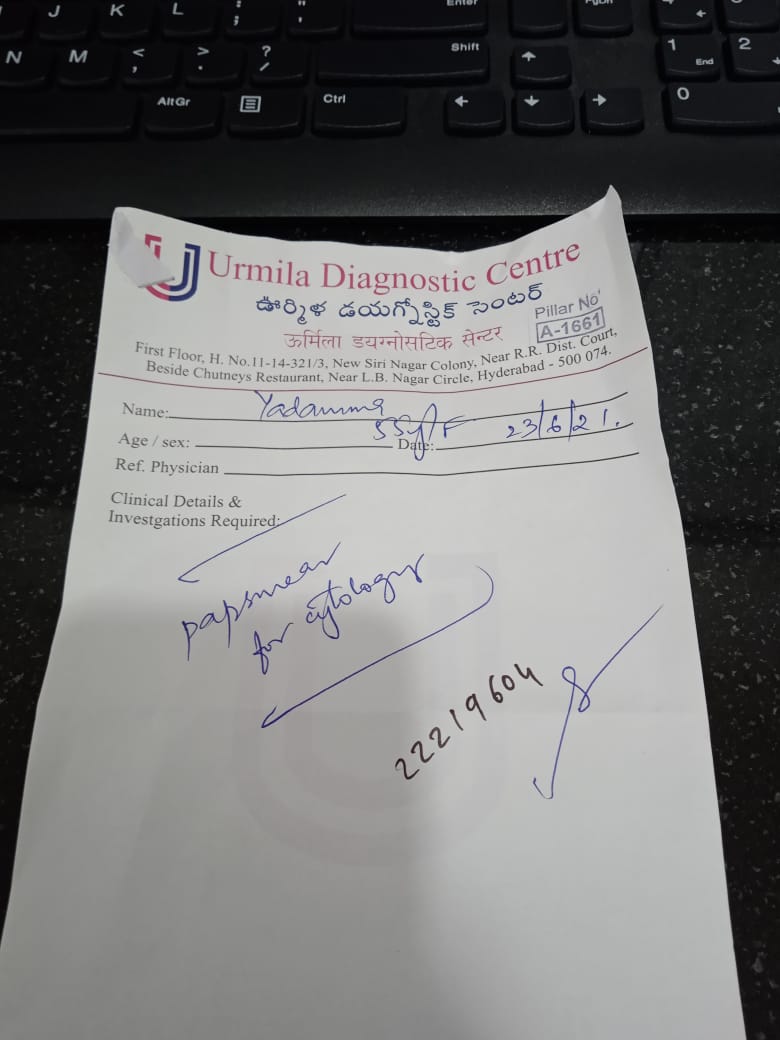 J K L ; : " ' Enter PgDn
N M < , > . ? / Shift 1 End 2
AltGr Ctrl 0
Urmila Diagnostic Centre
ఊర్మిళ డయగ్నోస్టిక్ సెంటర్
ऊर्मिला डयग्नोसटिक सेन्टर
Pillar No'
A-1661
First Floor, H. No.11-14-321/3, New Siri Nagar Colony, Near R.R. Dist. Court,
Beside Chutneys Restaurant, Near L.B. Nagar Circle, Hyderabad - 500 074.
Name: Yadamma
Age / sex: 55y/F Date: 23/6/21.
Ref. Physician
Clinical Details &
Investgations Required:
papsmear
for cytology
22219604